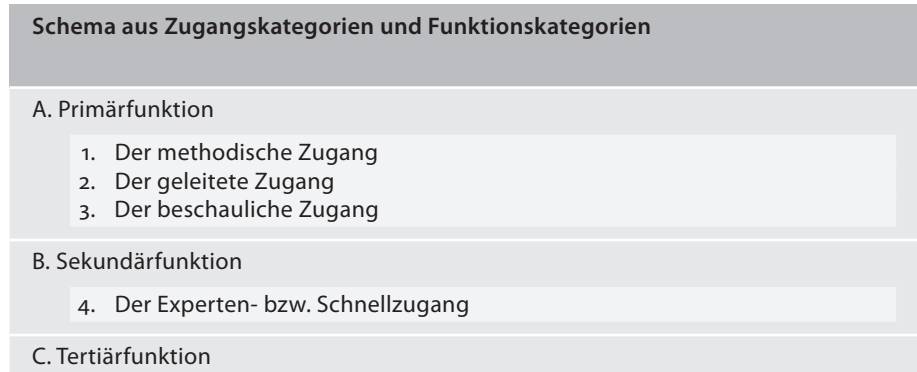 Schema aus Zugangskategorien und Funktionskategorien
A. Primärfunktion
1. Der methodische Zugang
2. Der geleitete Zugang
3. Der beschauliche Zugang
B. Sekundärfunktion
4. Der Experten- bzw. Schnellzugang
C. Tertiärfunktion